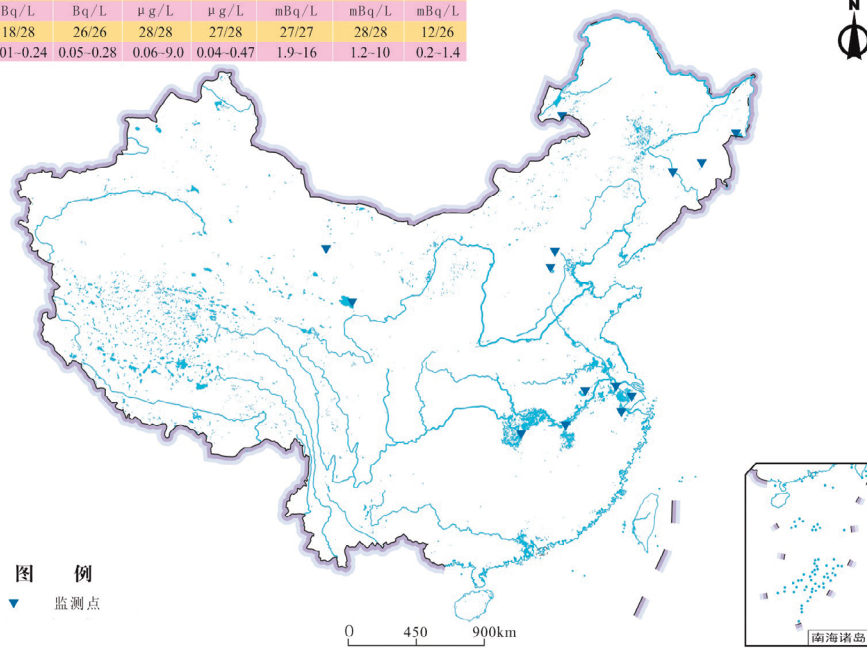 Bq/L Bq/L μg/L μg/L mBq/L mBq/L mBq/L
18/28 26/26 28/28 27/28 27/27 28/28 12/26
01~0.24 0.05~0.28 0.06~9.0 0.04~0.47 1.9~16 1.2~10 0.2~1.4
N
图 例
监测点
0 450 900km
南海诸岛